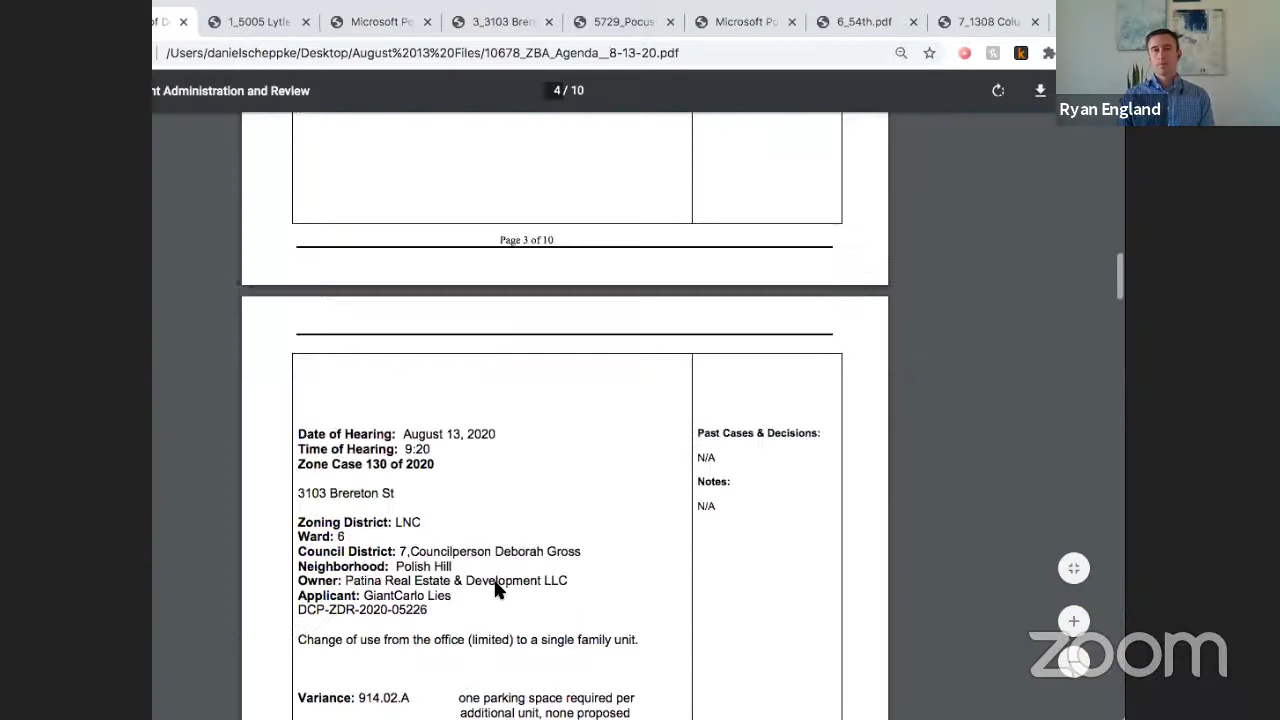 of D
1_5005 Lytle
Microsoft Po
3_3103 Brere
5729_Pocus
Microsoft Po
6_54th.pdf
7_1308 Colu
/Users/danielscheppke/Desktop/August%2013%20Files/10678_ZBA_Agenda__8-13-20.pdf
nt Administration and Review
4 / 10
Ryan England
Page 3 of 10
Date of Hearing: August 13, 2020
Time of Hearing: 9:20
Zone Case 130 of 2020
3103 Brereton St
Zoning District: LNC
Ward: 6
Council District: 7,Councilperson Deborah Gross
Neighborhood: Polish Hill
Owner: Patina Real Estate & Development LLC
Applicant: GiantCarlo Lies
DCP-ZDR-2020-05226
Change of use from the office (limited) to a single family unit.
Variance: 914.02.A
one parking space required per
additional unit, none proposed
Past Cases & Decisions:
N/A
Notes:
N/A
zoom